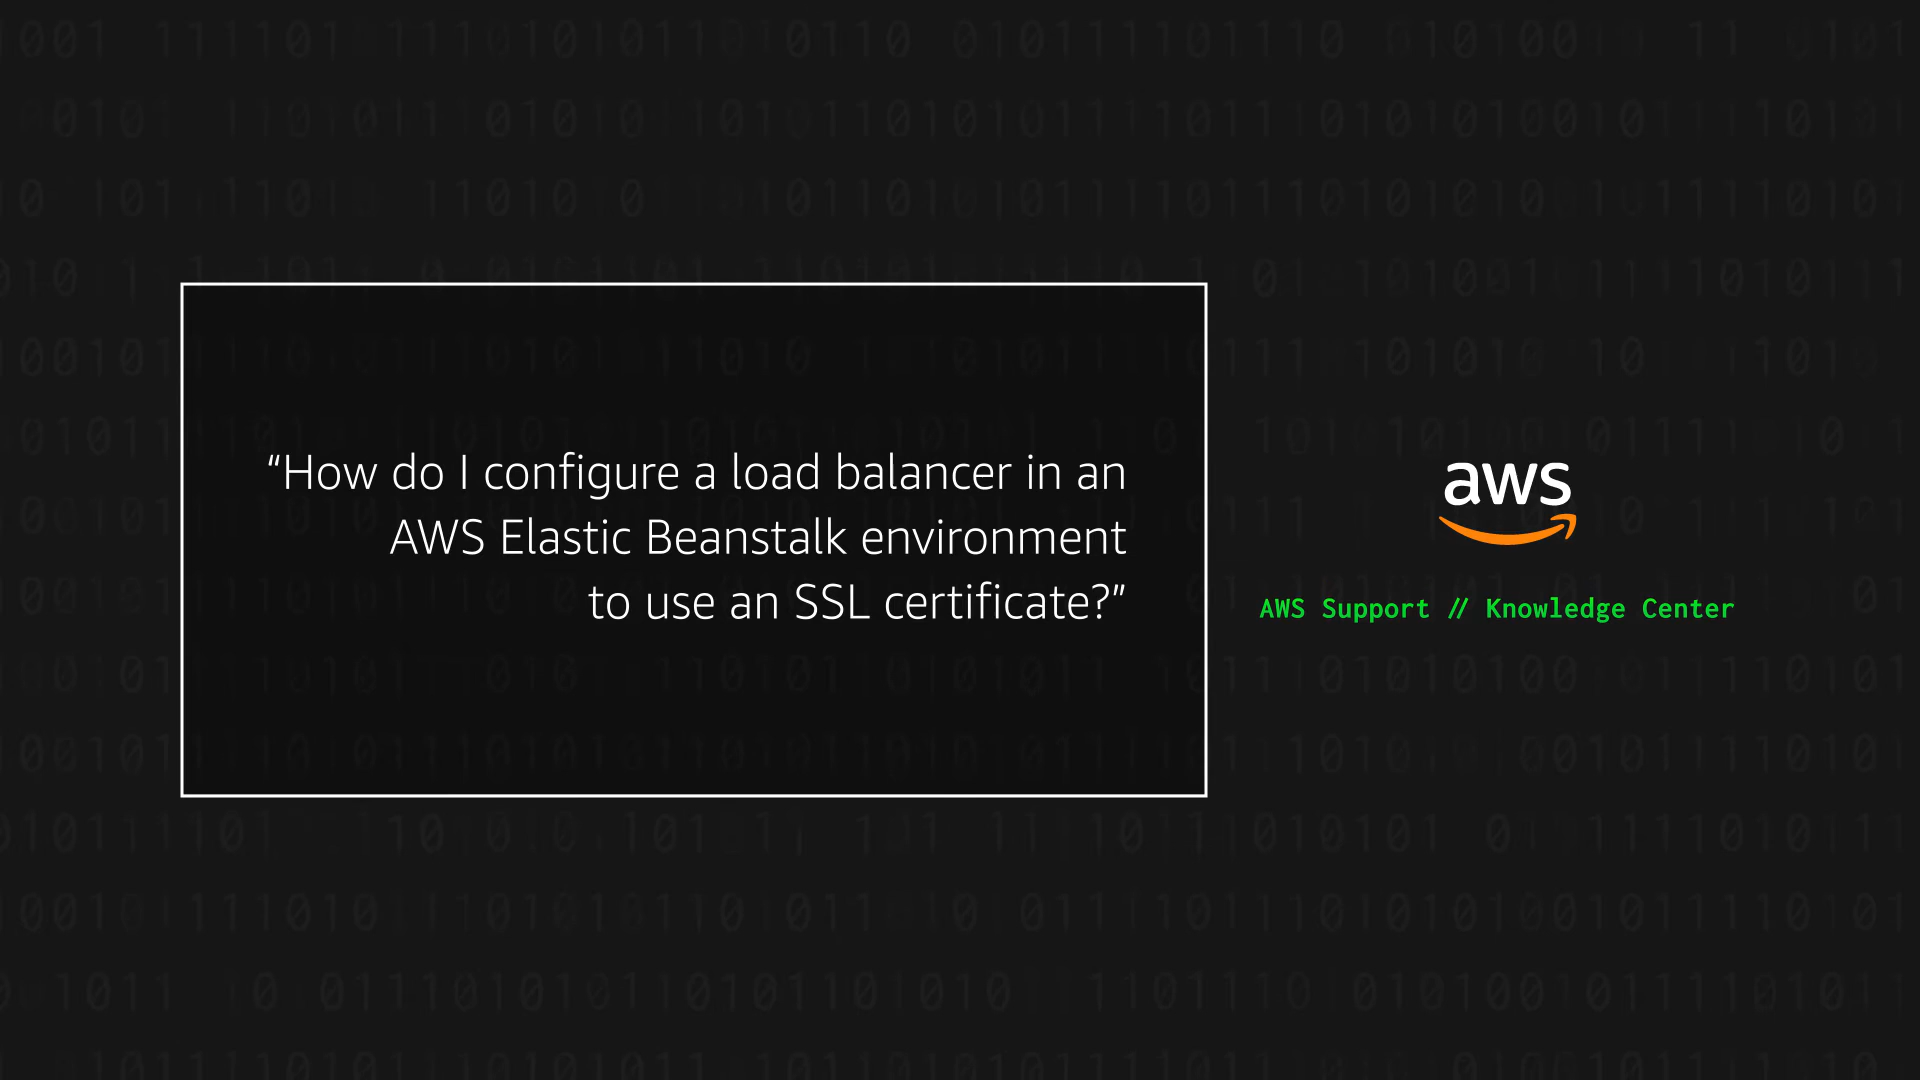 “How do I configure a load balancer in an
AWS Elastic Beanstalk environment
to use an SSL certificate?”
aws
AWS Support // Knowledge Center